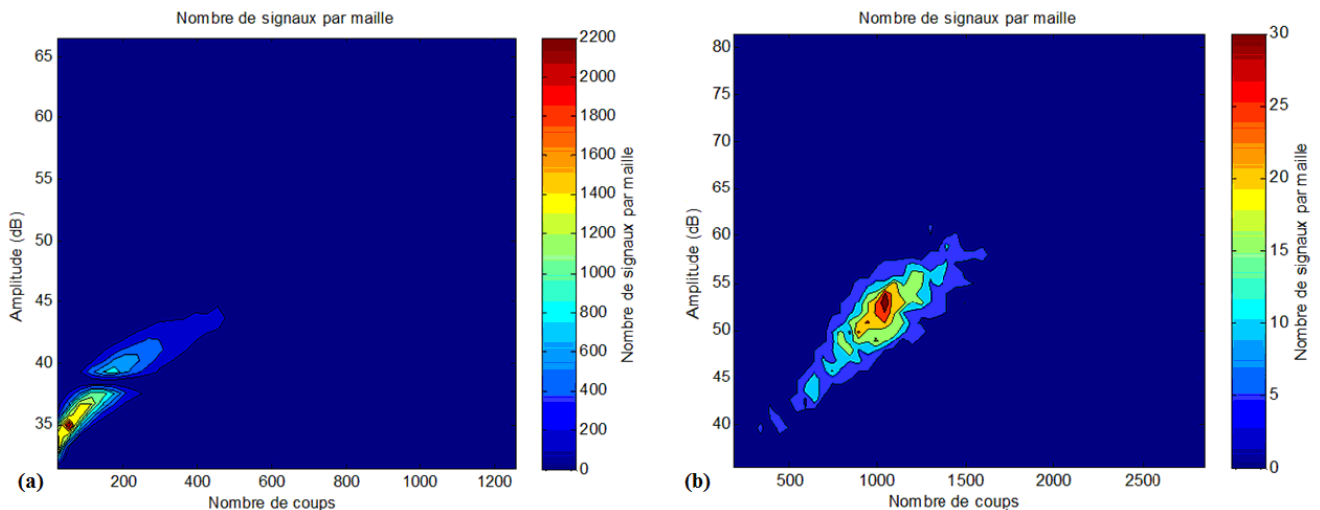 Nombre de signaux par maille
65
60
55
50
45
40
35
Amplitude (dB)
200 400 600 800 1000 1200
Nombre de coups
(a)
2200
2000
1800
1600
1400
1200
1000
800
600
400
200
0
Nombre de signaux par maille
Nombre de signaux par maille
80
75
70
65
60
55
50
45
40
Amplitude (dB)
500 1000 1500 2000 2500
Nombre de coups
(b)
30
25
20
15
10
5
0
Nombre de signaux par maille